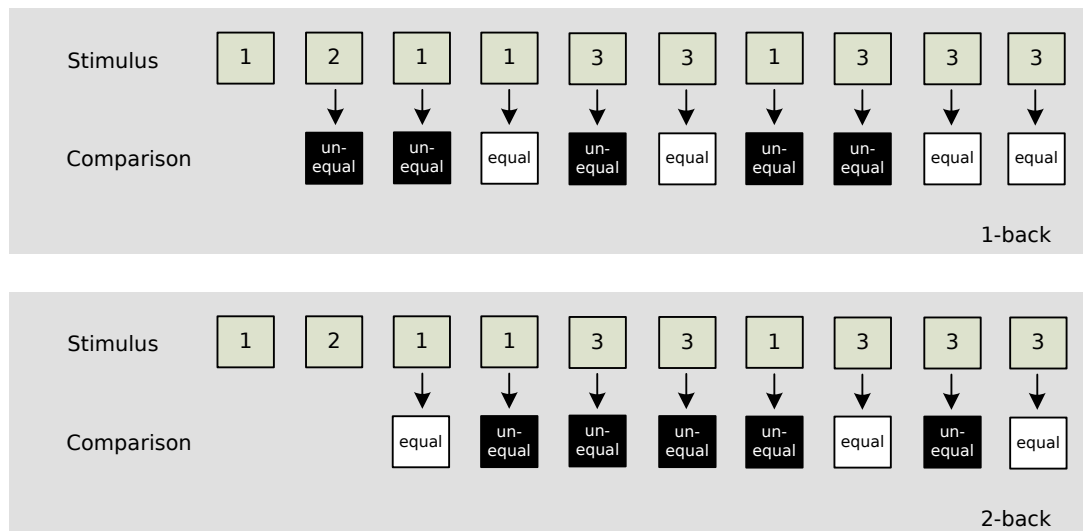 Stimulus 1 2 1 1 3 3 1 3 3 3
Comparison un-equal un-equal equal un-equal equal un-equal un-equal equal equal
1-back
Stimulus 1 2 1 1 3 3 1 3 3 3
Comparison equal un-equal un-equal un-equal un-equal equal un-equal equal
2-back